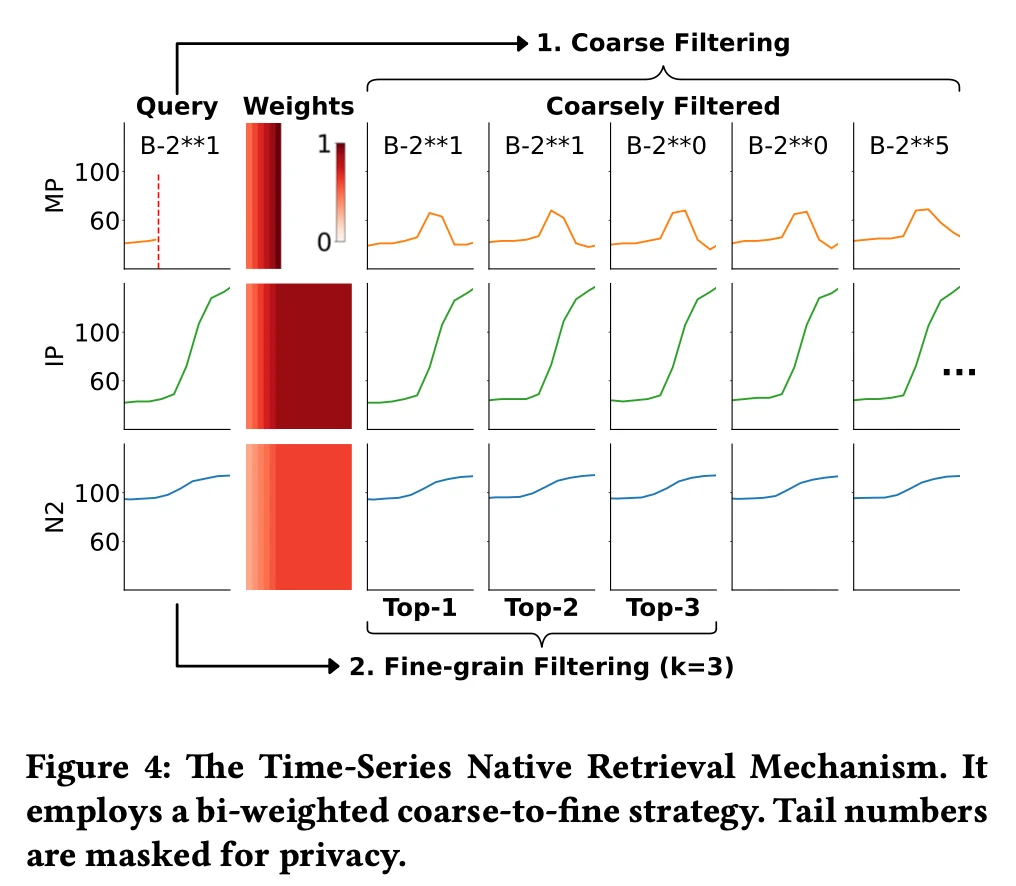 1. Coarse Filtering
Query Weights Coarsely Filtered
B-2**1 1 B-2**1 B-2**1 B-2**0 B-2**0 B-2**5
MP
100
60
0
IP
100
60
...
N2
100
60
Top-1 Top-2 Top-3
2. Fine-grain Filtering (k=3)
Figure 4: The Time-Series Native Retrieval Mechanism. It
employs a bi-weighted coarse-to-fine strategy. Tail numbers
are masked for privacy.